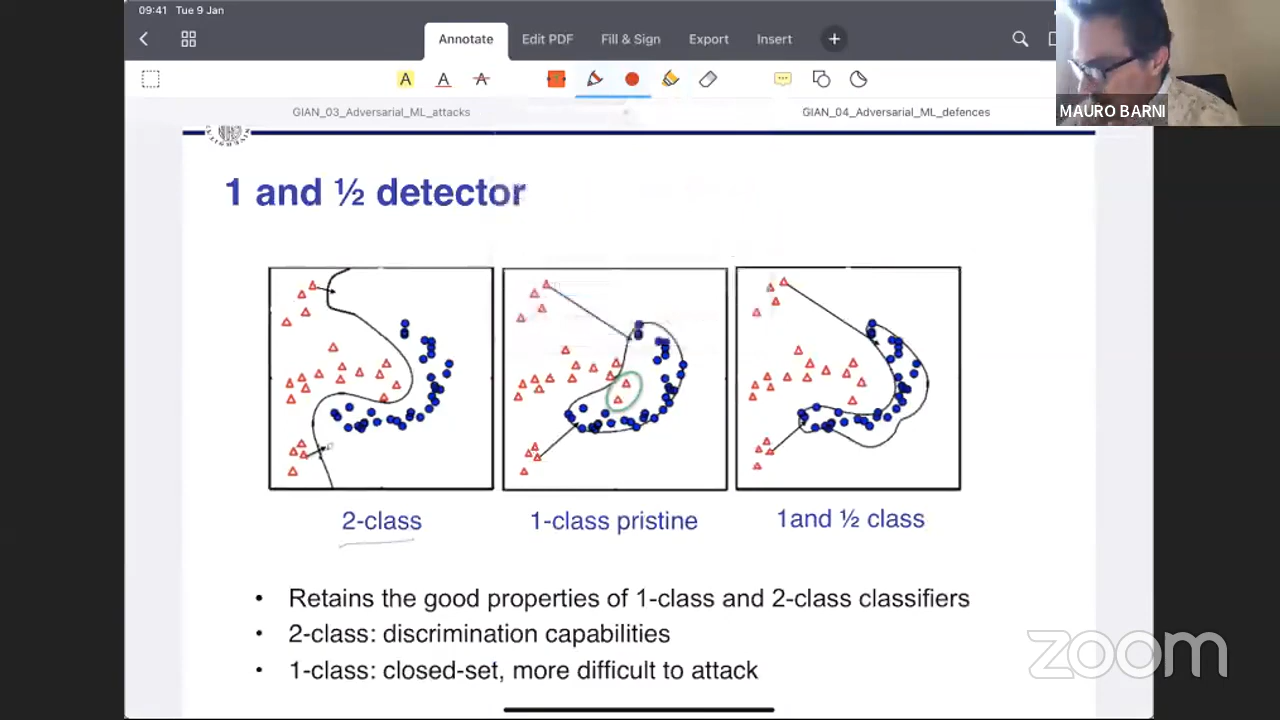 09:41 Tue 9 Jan
Annotate Edit PDF Fill & Sign Export Insert
A A A
GIAN_03_Adversarial_ML_attacks GIAN_04_Adversarial_ML_defences
MAURO BARNI
1 and ½ detector
2-class 1-class pristine 1and ½ class
• Retains the good properties of 1-class and 2-class classifiers
• 2-class: discrimination capabilities
• 1-class: closed-set, more difficult to attack
zoom